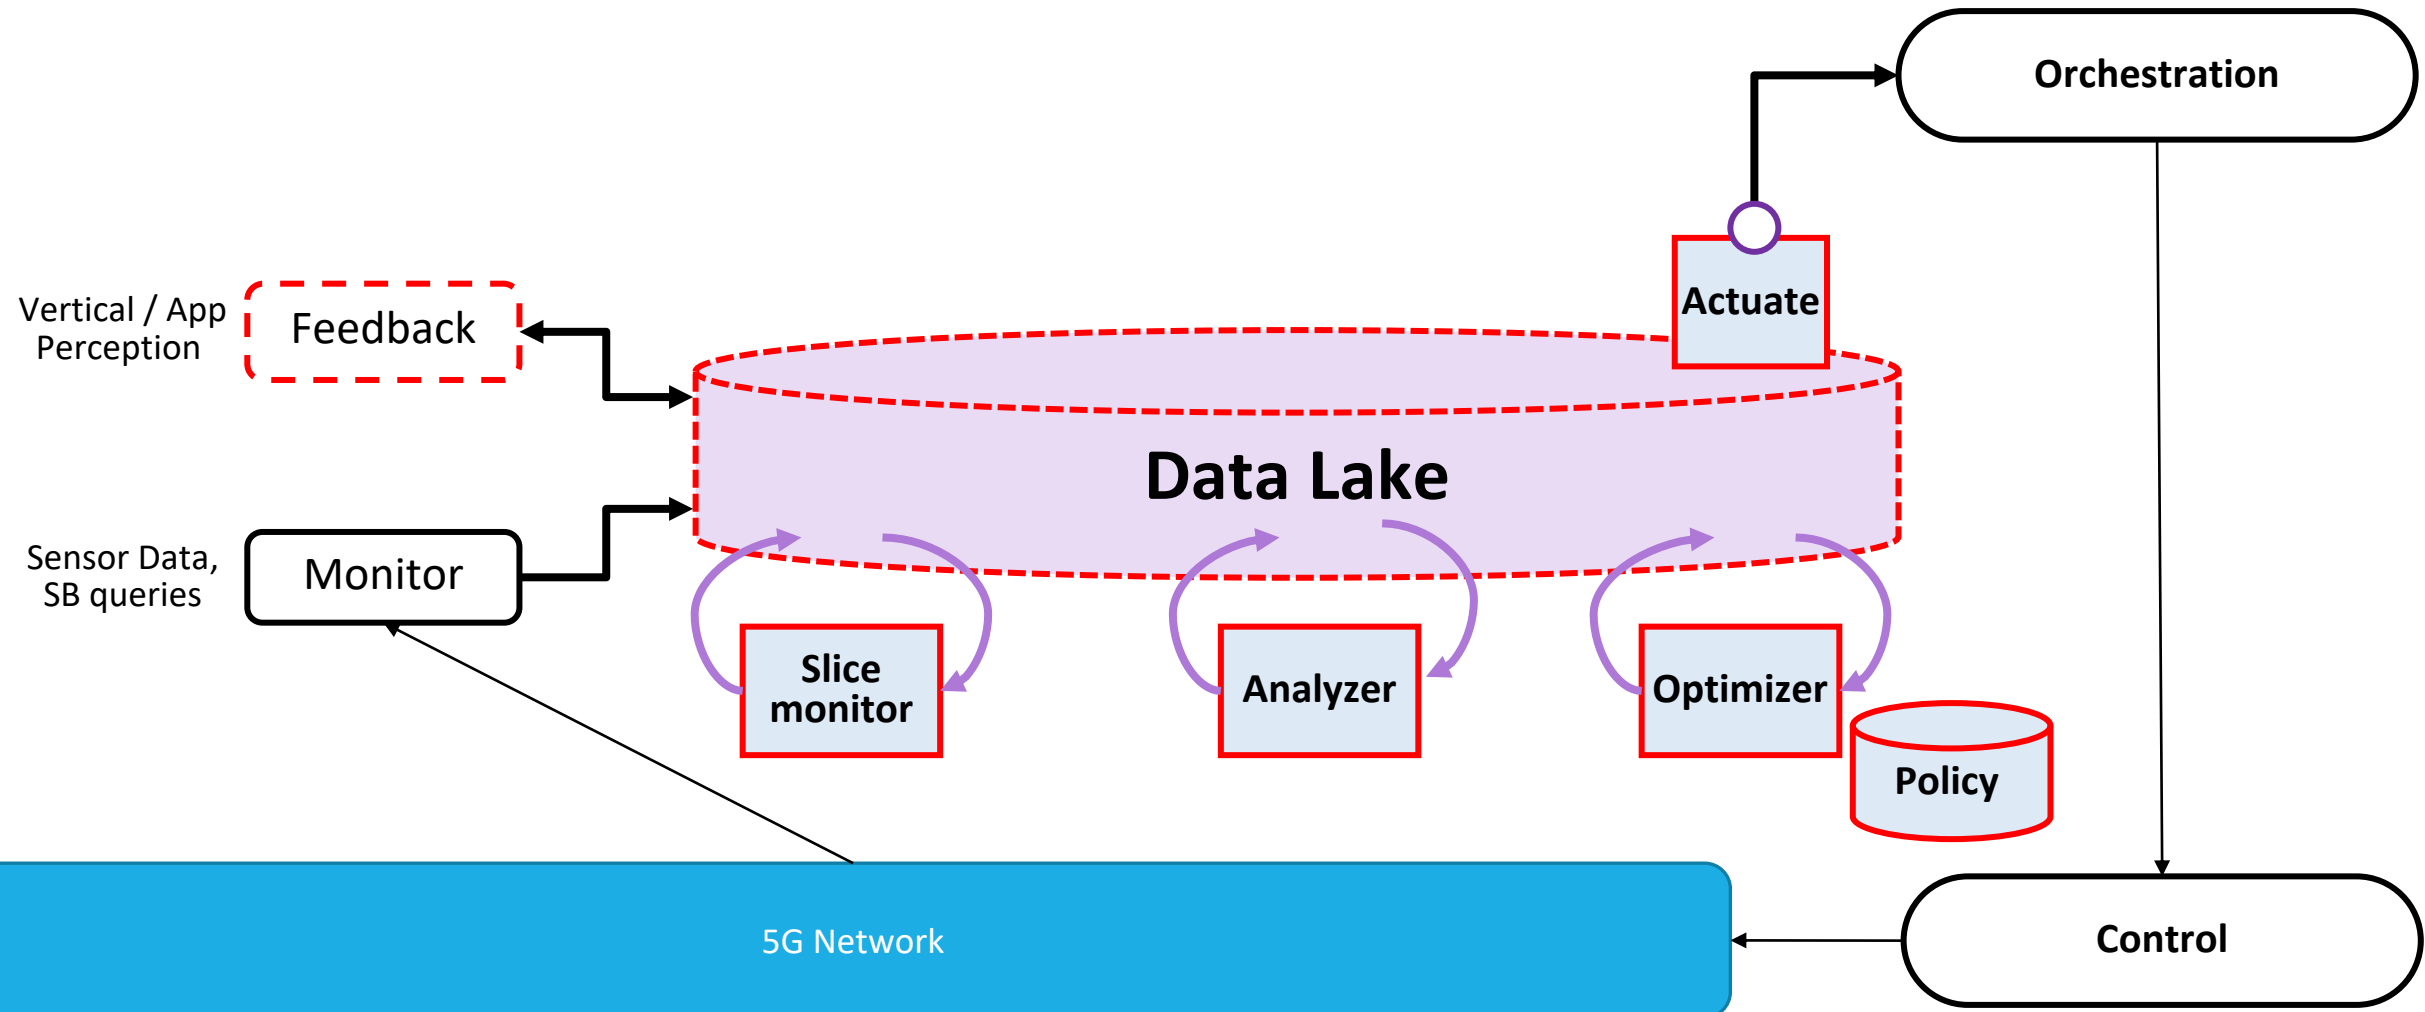 Orchestration
Actuate
Vertical / App
Perception
Feedback
Data Lake
Sensor Data,
SB queries
Monitor
Slice
monitor
Analyzer
Optimizer
Policy
5G Network
Control